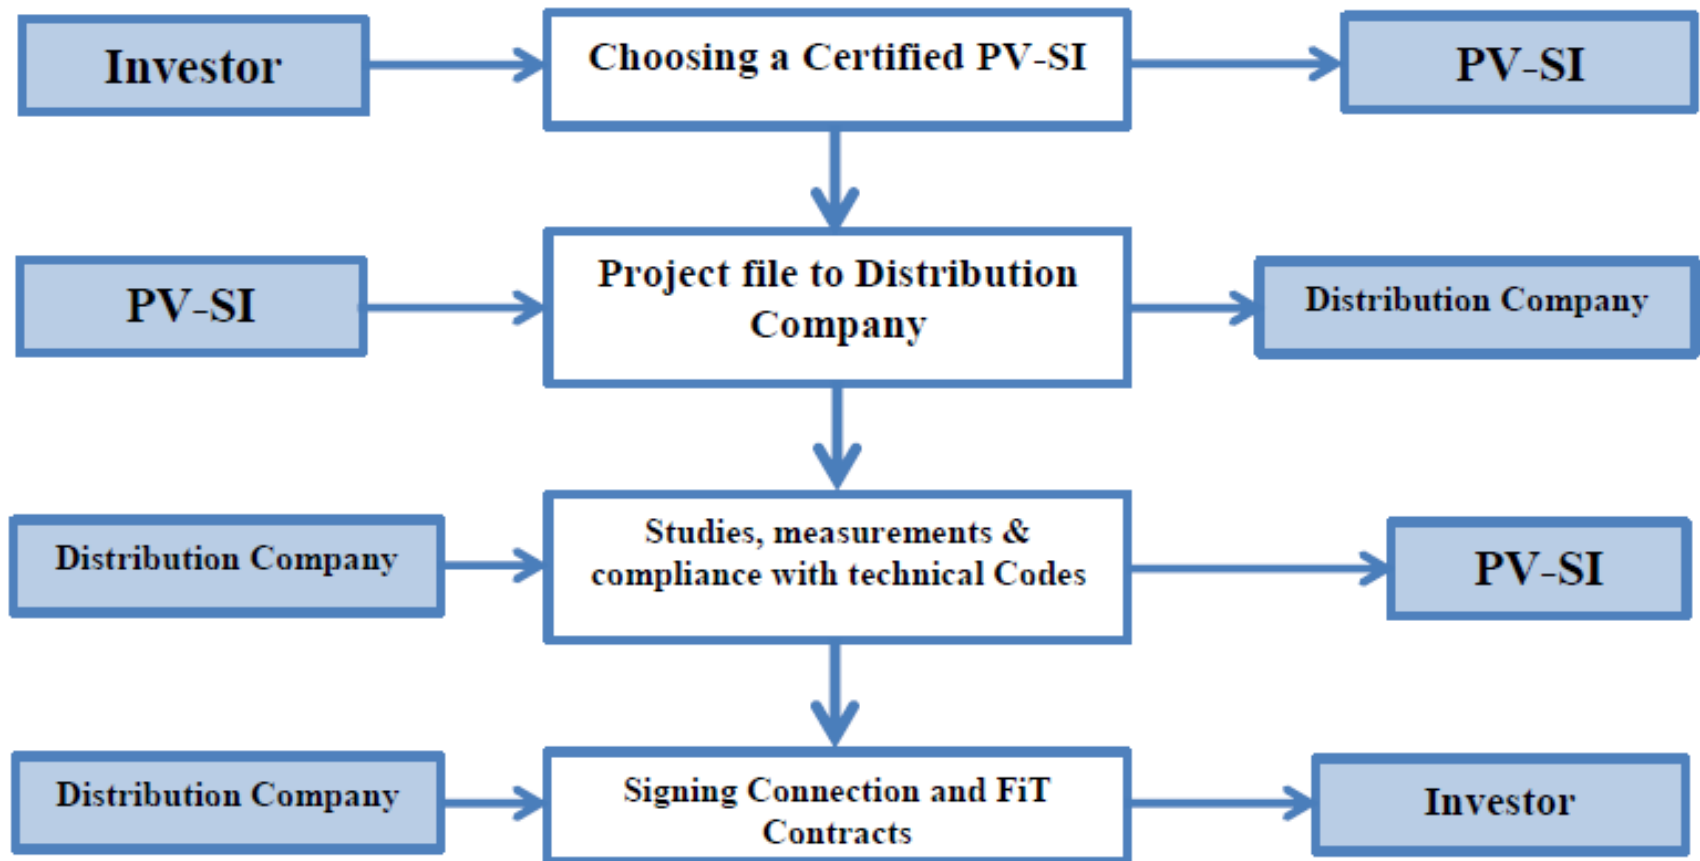 Investor
Choosing a Certified PV-SI
PV-SI
PV-SI
Project file to Distribution
Company
Distribution Company
Distribution Company
Studies, measurements &
compliance with technical Codes
PV-SI
Distribution Company
Signing Connection and FiT
Contracts
Investor